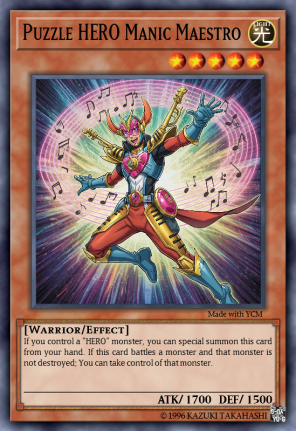 Puzzle HERO Manic Maestro
LIGHT
光
Made with YCM
[Warrior/Effect]
If you control a "HERO" monster, you can special summon this card
from your hand. If this card battles a monster and that monster is
not destroyed; You can take control of that monster.
ATK/ 1700 DEF/ 1500
©1996 KAZUKI TAKAHASHI